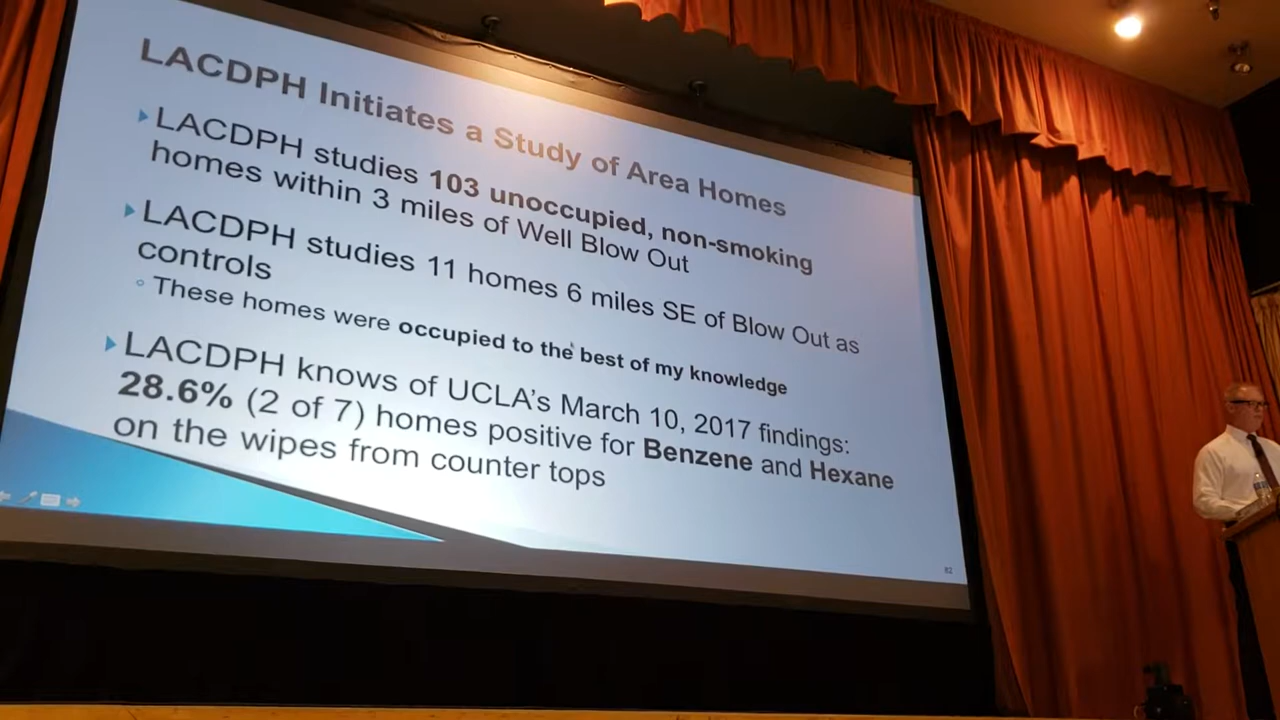 LACDPH Initiates a Study of Area Homes
LACDPH studies 103 unoccupied, non-smoking
homes within 3 miles of Well Blow Out
LACDPH studies 11 homes 6 miles SE of Blow Out as
controls
These homes were occupied to the best of my knowledge
LACDPH knows of UCLA's March 10, 2017 findings:
28.6% (2 of 7) homes positive for Benzene and Hexane
on the wipes from counter tops
82